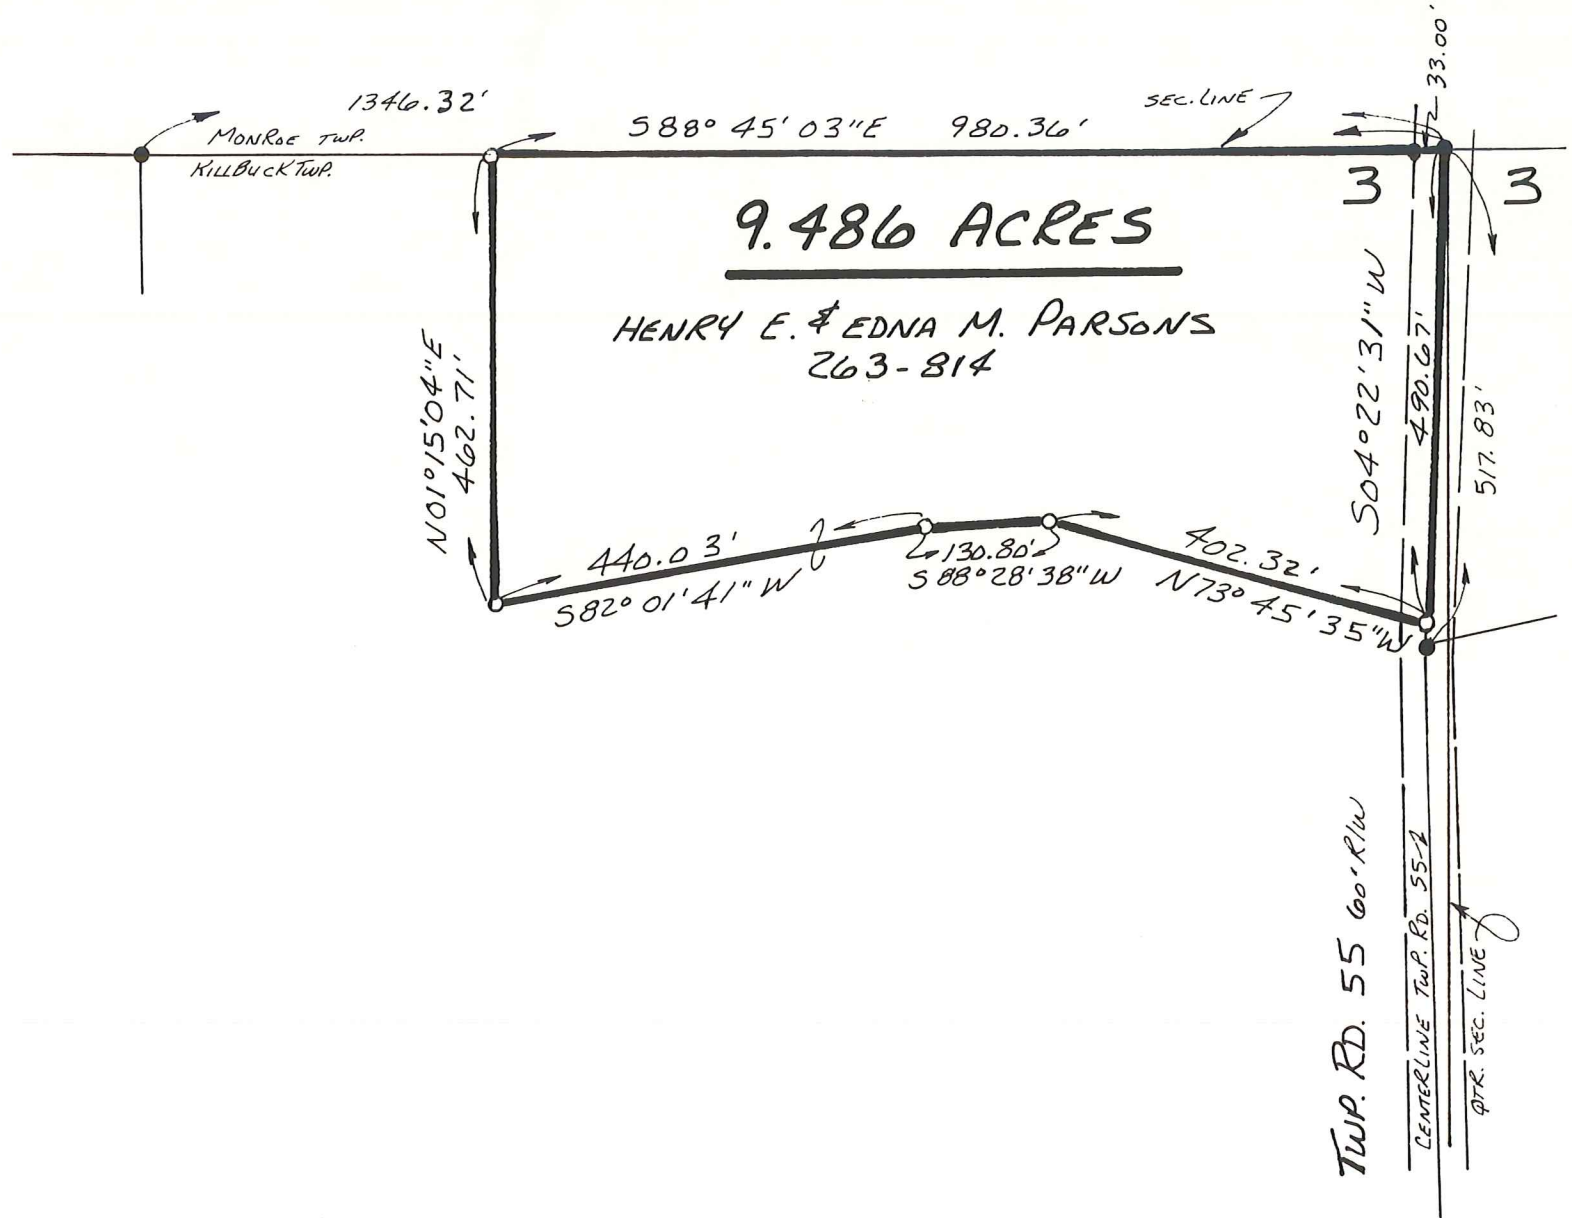 33.00'
1346.32'
SEC. LINE
S88° 45' 03"E 980.36'
MONROE TWP.
KILLBUCK TWP.
3
3
9.486 ACRES
HENRY E. & EDNA M. PARSONS
263-814
N01°15'04"E
462.71'
S04°22'31"W
490.67'
517.83'
440.03'
S82° 01'41" W
130.80'
S88°28'38"W
402.32'
N73° 45'35"W
TWP. RD. 55 60' R/W
CENTERLINE TWP. RD. 55
QTR. SEC. LINE